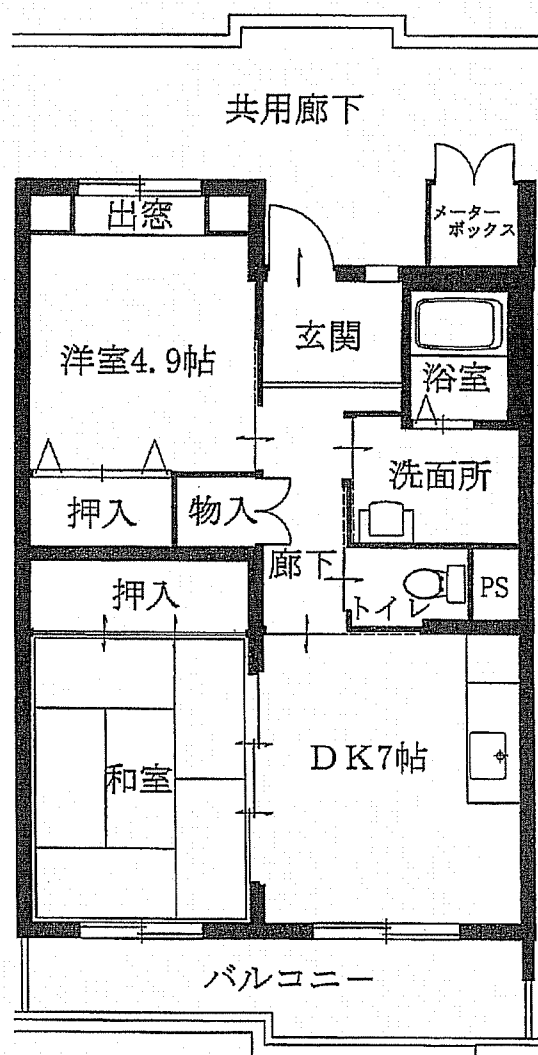 共用廊下
メーター
ボックス
出窓
玄関
洋室4.9帖
浴室
洗面所
押入
物入
廊下
押入
トイレ
PS
DK7帖
和室
バルコニー